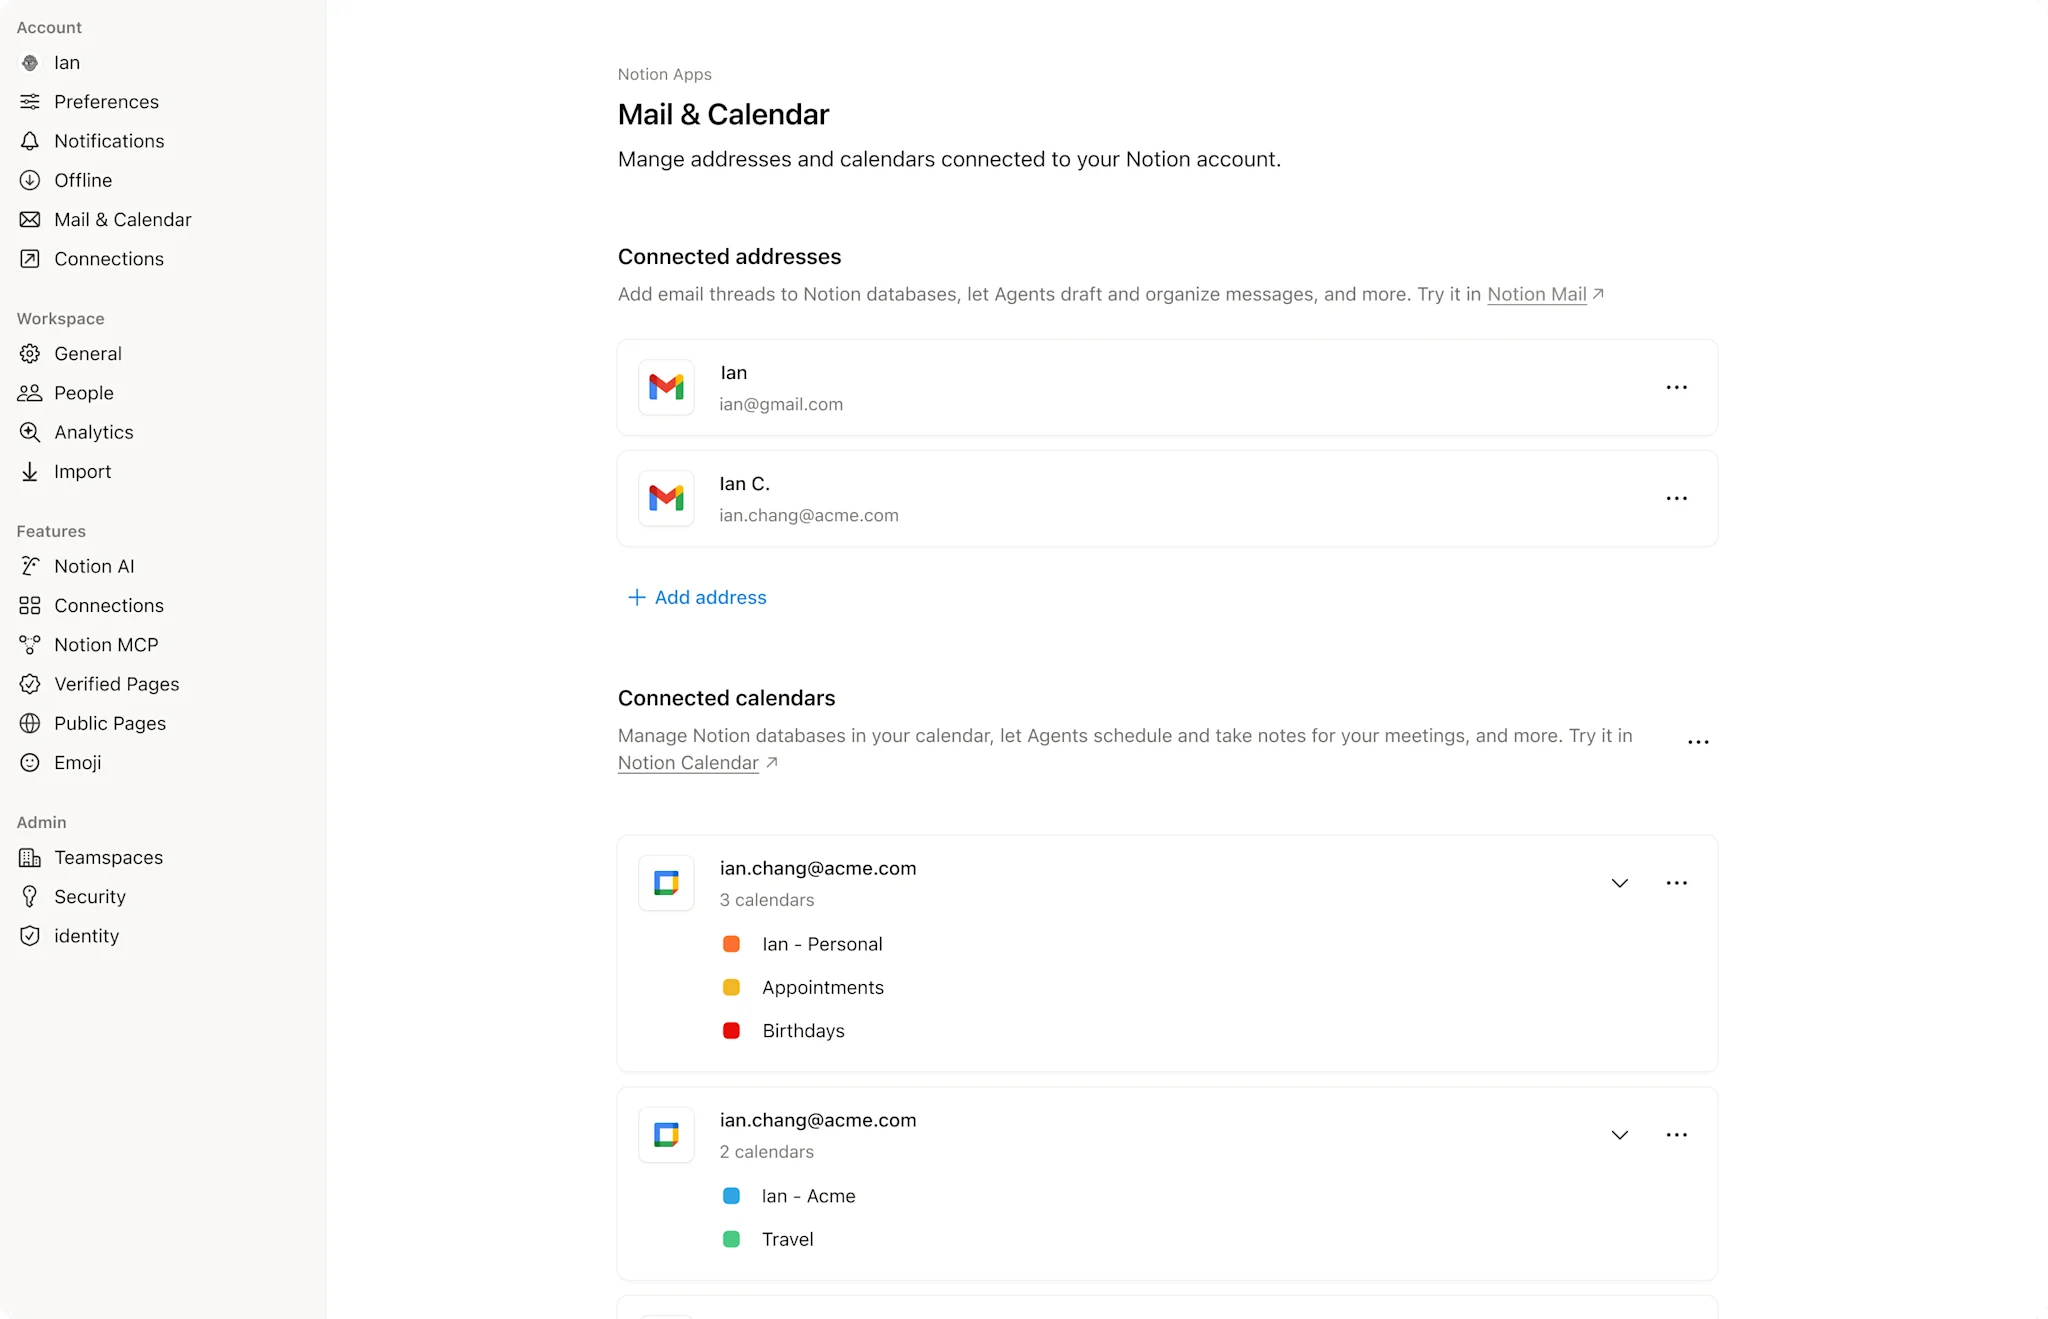 Account
Ian
Preferences
Notifications
Offline
Mail & Calendar
Connections
Workspace
General
People
Analytics
Import
Features
Notion AI
Connections
Notion MCP
Verified Pages
Public Pages
Emoji
Admin
Teamspaces
Security
identity
Notion Apps
Mail & Calendar
Mange addresses and calendars connected to your Notion account.
Connected addresses
Add email threads to Notion databases, let Agents draft and organize messages, and more. Try it in Notion Mail ↗
Ian
ian@gmail.com
Ian C.
ian.chang@acme.com
+ Add address
Connected calendars
Manage Notion databases in your calendar, let Agents schedule and take notes for your meetings, and more. Try it in
Notion Calendar ↗
ian.chang@acme.com
3 calendars
Ian - Personal
Appointments
Birthdays
ian.chang@acme.com
2 calendars
Ian - Acme
Travel